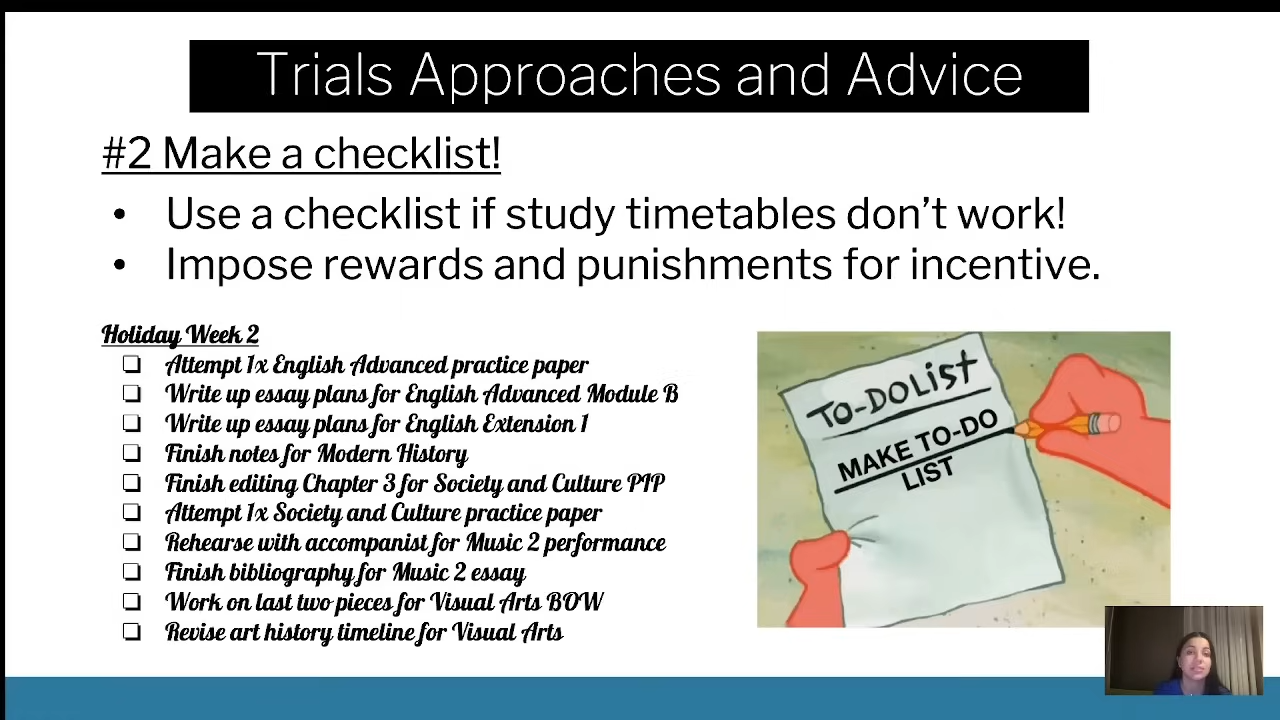 Trials Approaches and Advice
#2 Make a checklist!
• Use a checklist if study timetables don’t work!
• Impose rewards and punishments for incentive.
Holiday Week 2
❏ Attempt 1x English Advanced practice paper
❏ Write up essay plans for English Advanced Module B
❏ Write up essay plans for English Extension 1
❏ Finish notes for Modern History
❏ Finish editing Chapter 3 for Society and Culture PIP
❏ Attempt 1x Society and Culture practice paper
❏ Rehearse with accompanist for Music 2 performance
❏ Finish bibliography for Music 2 essay
❏ Work on last two pieces for Visual Arts BOW
❏ Revise art history timeline for Visual Arts
TO-DO LIST
MAKE TO-DO
LIST